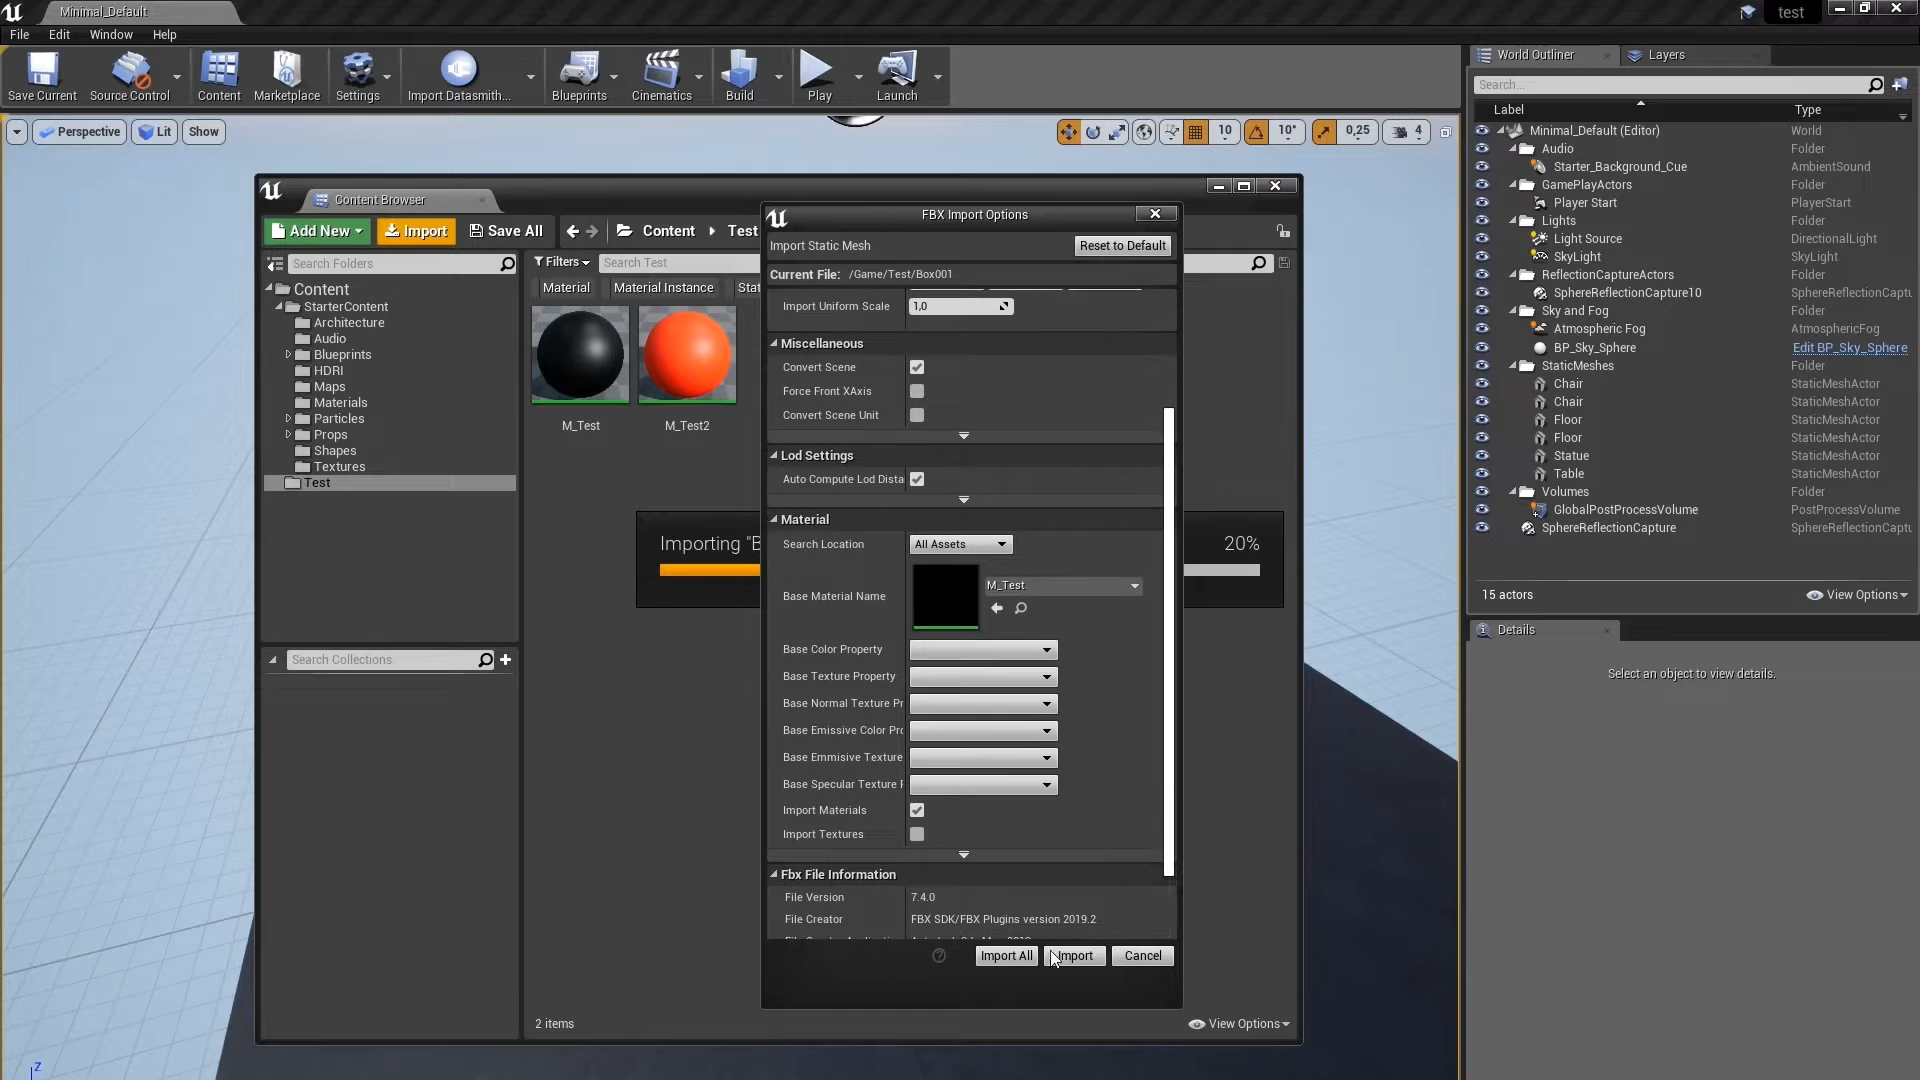 Minimal_Default
test
File Edit Window Help
Save Current
Source Control
Content
Marketplace
Settings
Import Datasmith...
Blueprints
Cinematics
Build
Play
Launch
Perspective
Lit
Show
10
10°
0,25
4
World Outliner
Layers
Search...
Label Type
Minimal_Default (Editor) World
Audio Folder
Starter_Background_Cue AmbientSound
GamePlayActors Folder
Player Start PlayerStart
Lights Folder
Light Source DirectionalLight
SkyLight SkyLight
ReflectionCaptureActors Folder
SphereReflectionCapture10 SphereReflectionCaptu
Sky and Fog Folder
Atmospheric Fog AtmosphericFog
BP_Sky_Sphere Edit BP_Sky_Sphere
StaticMeshes Folder
Chair StaticMeshActor
Chair StaticMeshActor
Floor StaticMeshActor
Floor StaticMeshActor
Statue StaticMeshActor
Table StaticMeshActor
Volumes Folder
GlobalPostProcessVolume PostProcessVolume
SphereReflectionCapture SphereReflectionCaptu
15 actors
View Options
Details
Select an object to view details.
Content Browser
Add New
Import
Save All
Content
Test
Search Folders
Filters
Search Test
Material
Material Instance
Stat
Content
StarterContent
Architecture
Audio
Blueprints
HDRI
Maps
Materials
Particles
Props
Shapes
Textures
Test
Search Collections
M_Test
M_Test2
Importing "B
20%
2 items
View Options
FBX Import Options
Import Static Mesh
Reset to Default
Current File: /Game/Test/Box001
Import Uniform Scale 1,0
Miscellaneous
Convert Scene
Force Front XAxis
Convert Scene Unit
Lod Settings
Auto Compute Lod Dista
Material
Search Location All Assets
Base Material Name M_Test
Base Color Property
Base Texture Property
Base Normal Texture Pr
Base Emissive Color Pro
Base Emmisive Texture
Base Specular Texture P
Import Materials
Import Textures
Fbx File Information
File Version 7.4.0
File Creator FBX SDK/FBX Plugins version 2019.2
Import All
Import
Cancel
Z